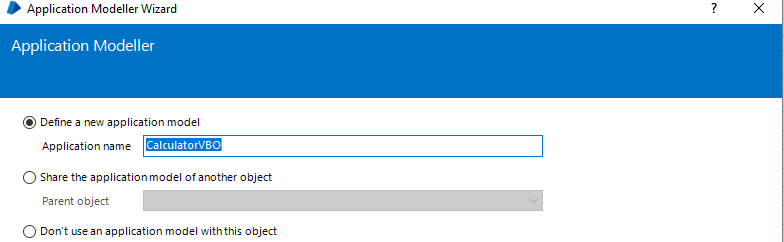 Application Modeller Wizard
Application Modeller
Define a new application model
Application name CalculatorVBO
Share the application model of another object
Parent object
Don't use an application model with this object